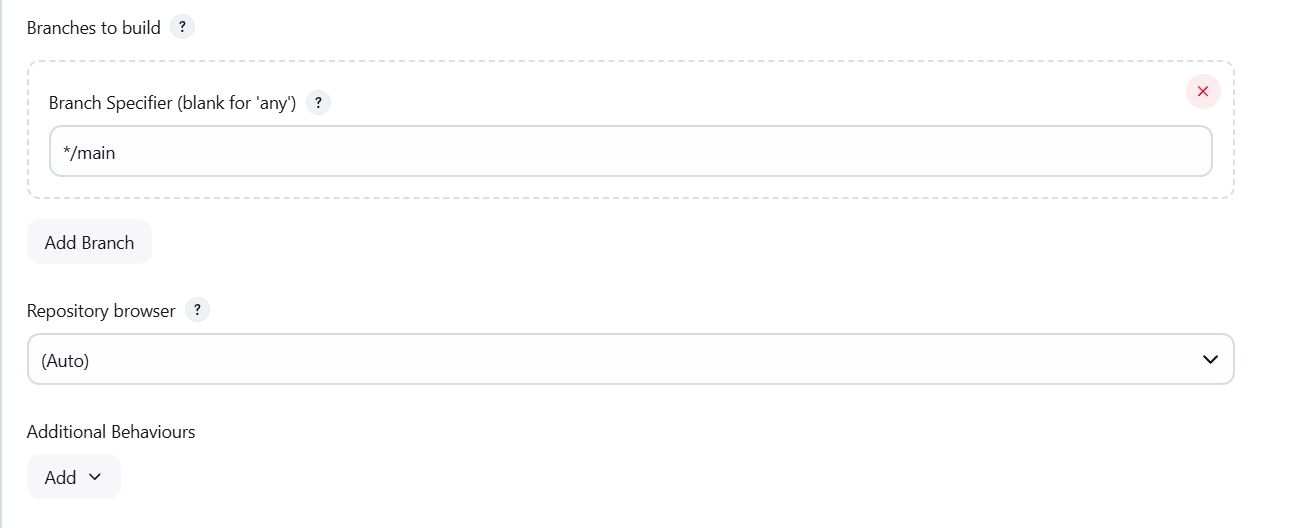 Branches to build ?
Branch Specifier (blank for 'any') ?
*/main
Add Branch
Repository browser ?
(Auto)
Additional Behaviours
Add